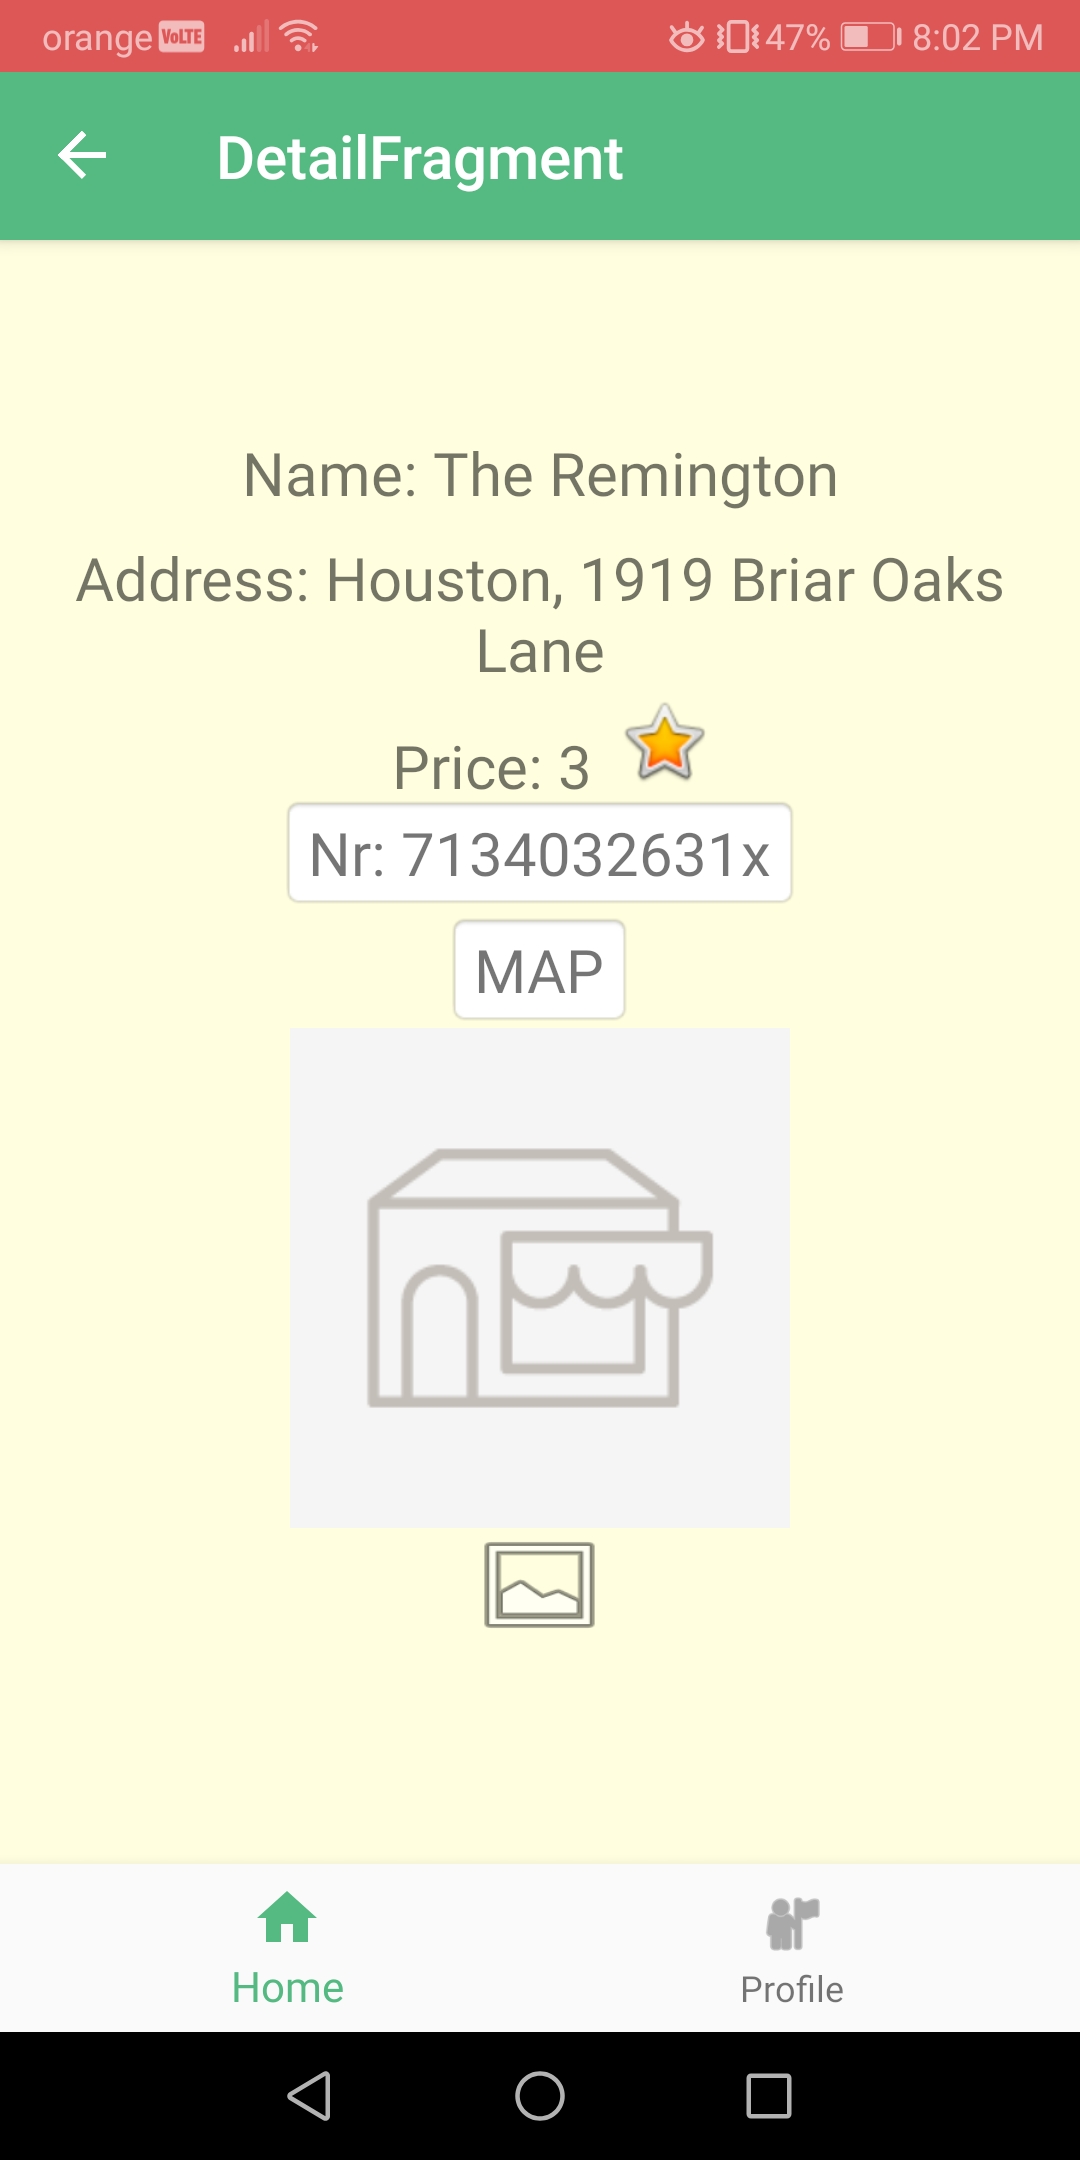 orange VoLTE 47% 8:02 PM
DetailFragment
Name: The Remington
Address: Houston, 1919 Briar Oaks
Lane
Price: 3
Nr: 7134032631x
MAP
Home
Profile